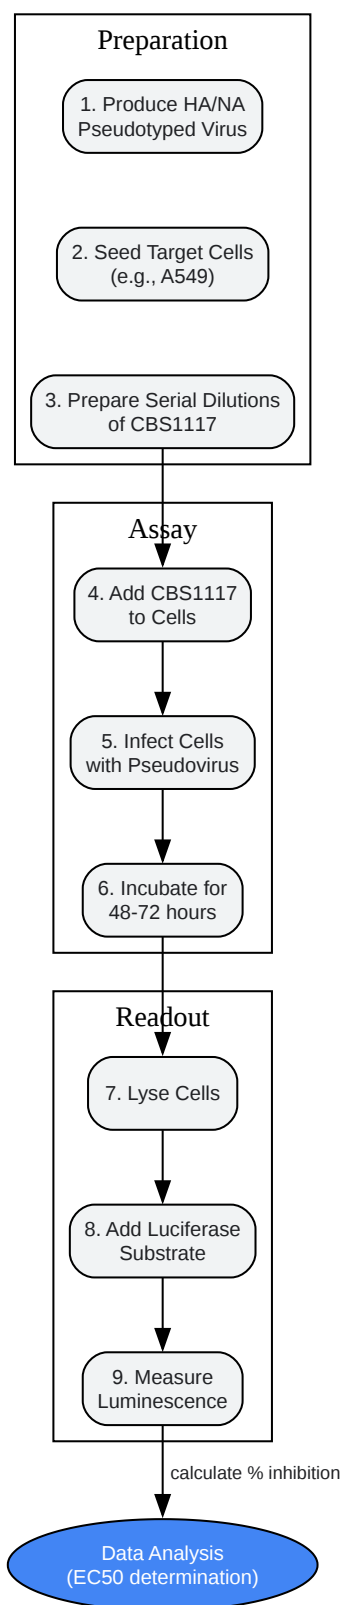 Preparation
1. Produce HA/NA
Pseudotyped Virus
2. Seed Target Cells
(e.g., A549)
3. Prepare Serial Dilutions
of CBS1117
Assay
4. Add CBS1117
to Cells
5. Infect Cells
with Pseudovirus
6. Incubate for
48-72 hours
Readout
7. Lyse Cells
8. Add Luciferase
Substrate
9. Measure
Luminescence
calculate % inhibition
Data Analysis
(EC50 determination)